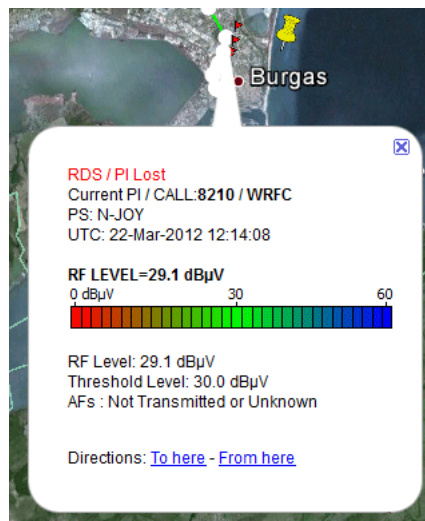 Burgas
RDS / PI Lost
Current PI / CALL:8210 / WRFC
PS: N-JOY
UTC: 22-Mar-2012 12:14:08
RF LEVEL=29.1 dBµV
0 dBµV 30 60
RF Level: 29.1 dBµV
Threshold Level: 30.0 dBµV
AFs : Not Transmitted or Unknown
Directions: To here - From here